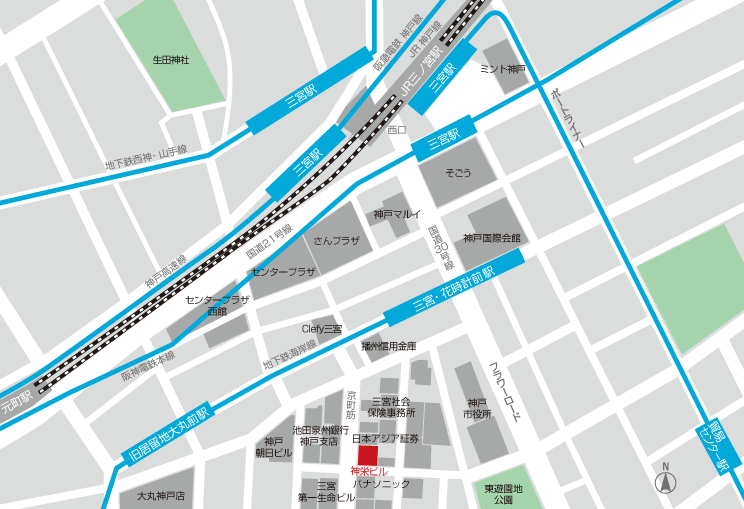 阪急電鉄 神戸線
JR 神戸線
JR三ノ宮駅
生田神社
三宮駅
三宮駅
ミント神戸
ポートライナー
西口
三宮駅
地下鉄西神・山手線
三宮駅
そごう
神戸マルイ
国道21号線
さんプラザ
国道30号線
神戸国際会館
神戸高速線
センタープラザ
三宮・花時計前駅
センタープラザ
西館
Clefy三宮
播州信用金庫
阪神電鉄本線
地下鉄海岸線
元町駅
フラワーロード
京町筋
三宮社会
保険事務所
神戸
市役所
旧居留地大丸前駅
池田泉州銀行
神戸支店
日本アジア証券
神戸
朝日ビル
貿易
センター駅
神栄ビル
N
大丸神戸店
三宮
第一生命ビル
パナソニック
東遊園地
公園